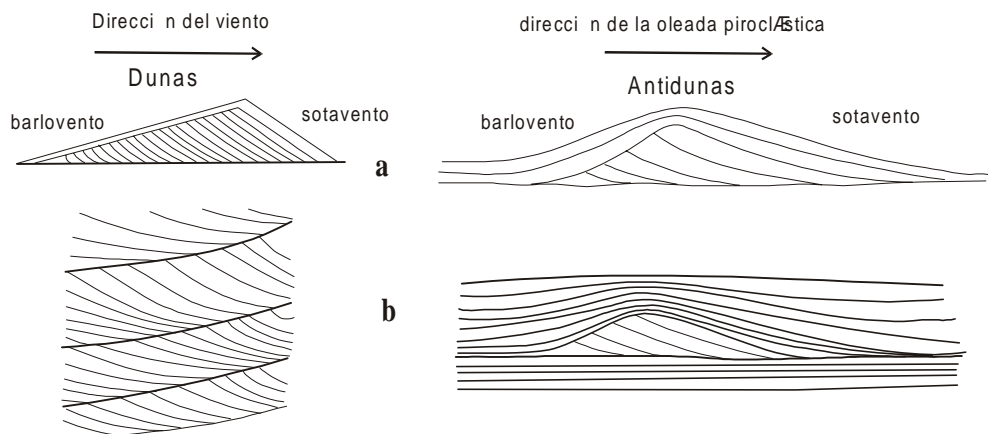 Direcci n del viento
Dunas
barlovento
sotavento
a
direcci n de la oleada piroclÆstica
Antidunas
barlovento
sotavento
b